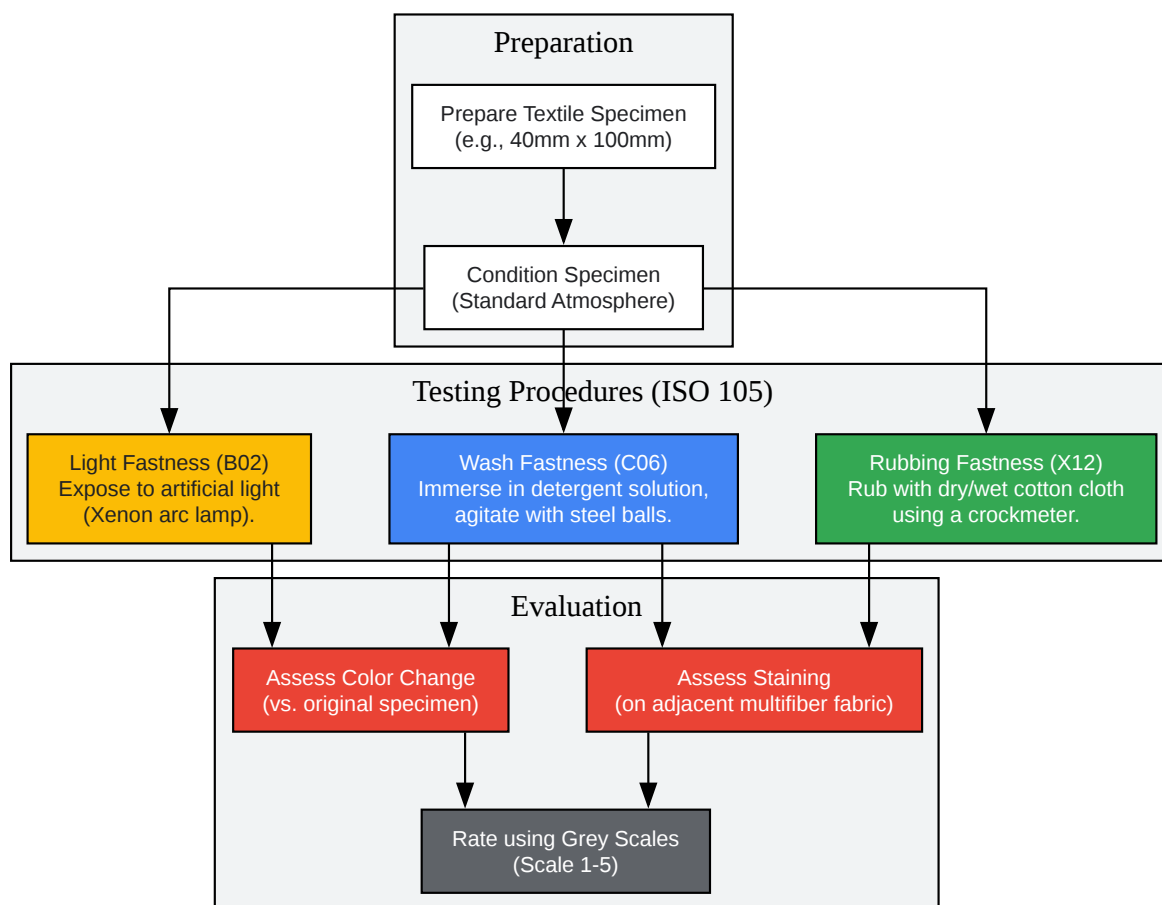 Preparation
Prepare Textile Specimen
(e.g., 40mm x 100mm)
Condition Specimen
(Standard Atmosphere)
Testing Procedures (ISO 105)
Light Fastness (B02)
Expose to artificial light
(Xenon arc lamp).
Wash Fastness (C06)
Immerse in detergent solution,
agitate with steel balls.
Rubbing Fastness (X12)
Rub with dry/wet cotton cloth
using a crockmeter.
Evaluation
Assess Color Change
(vs. original specimen)
Assess Staining
(on adjacent multifiber fabric)
Rate using Grey Scales
(Scale 1-5)